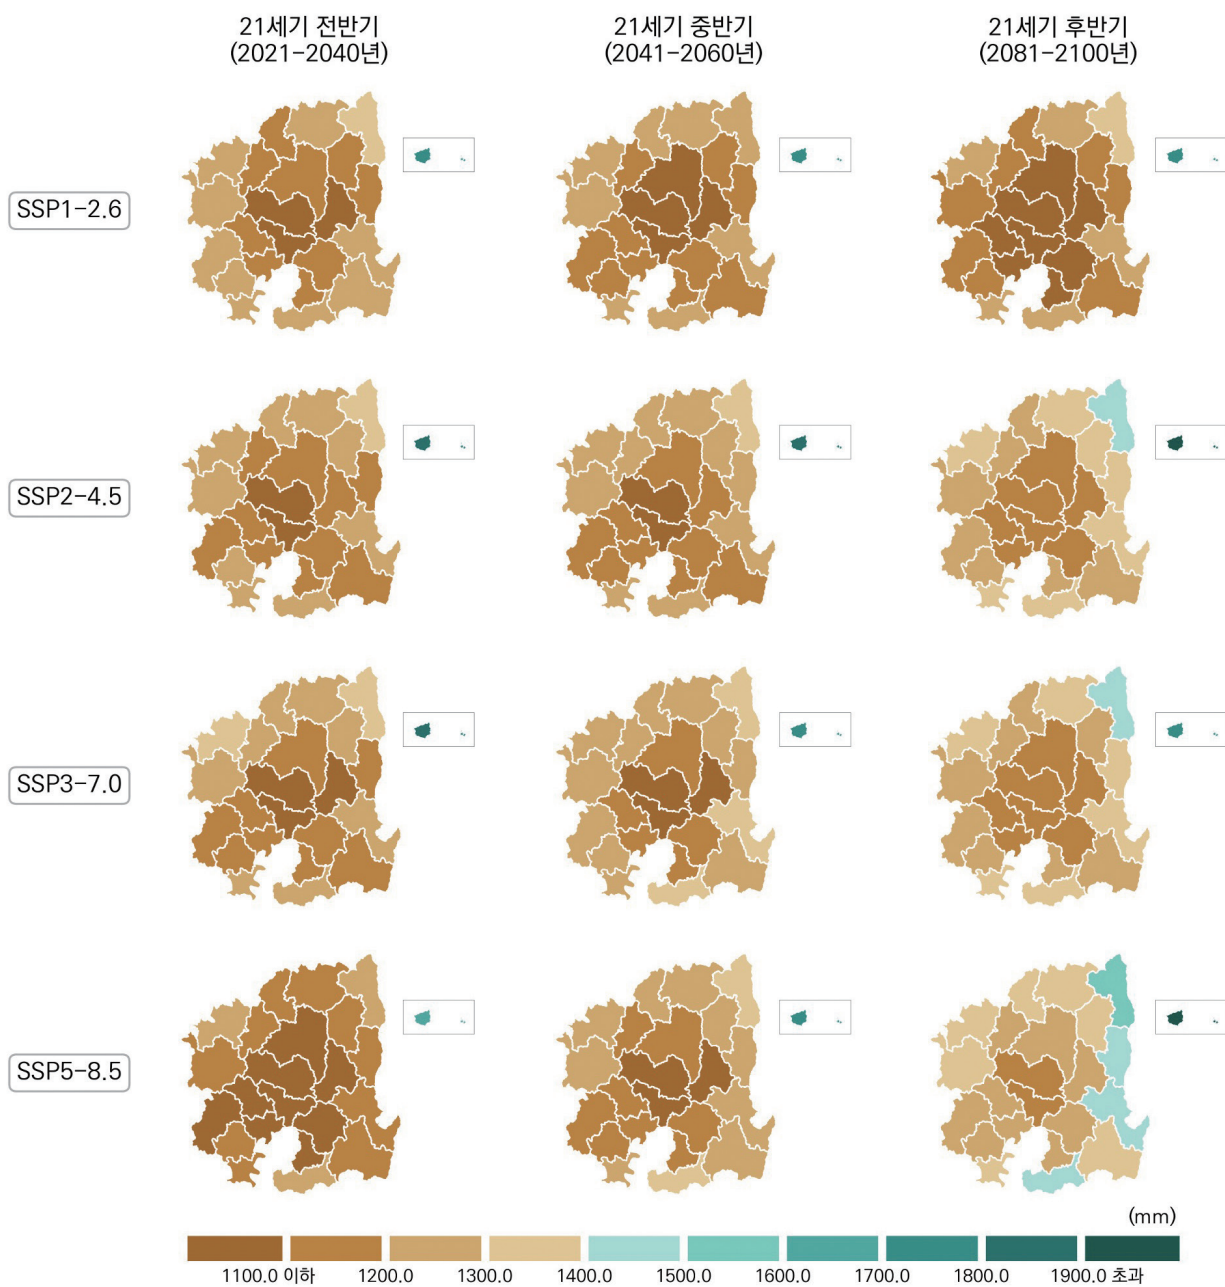 21세기 전반기
(2021-2040년)
21세기 중반기
(2041-2060년)
21세기 후반기
(2081-2100년)
SSP1-2.6
SSP2-4.5
SSP3-7.0
SSP5-8.5
(mm)
1100.0 이하 1200.0 1300.0 1400.0 1500.0 1600.0 1700.0 1800.0 1900.0 초과